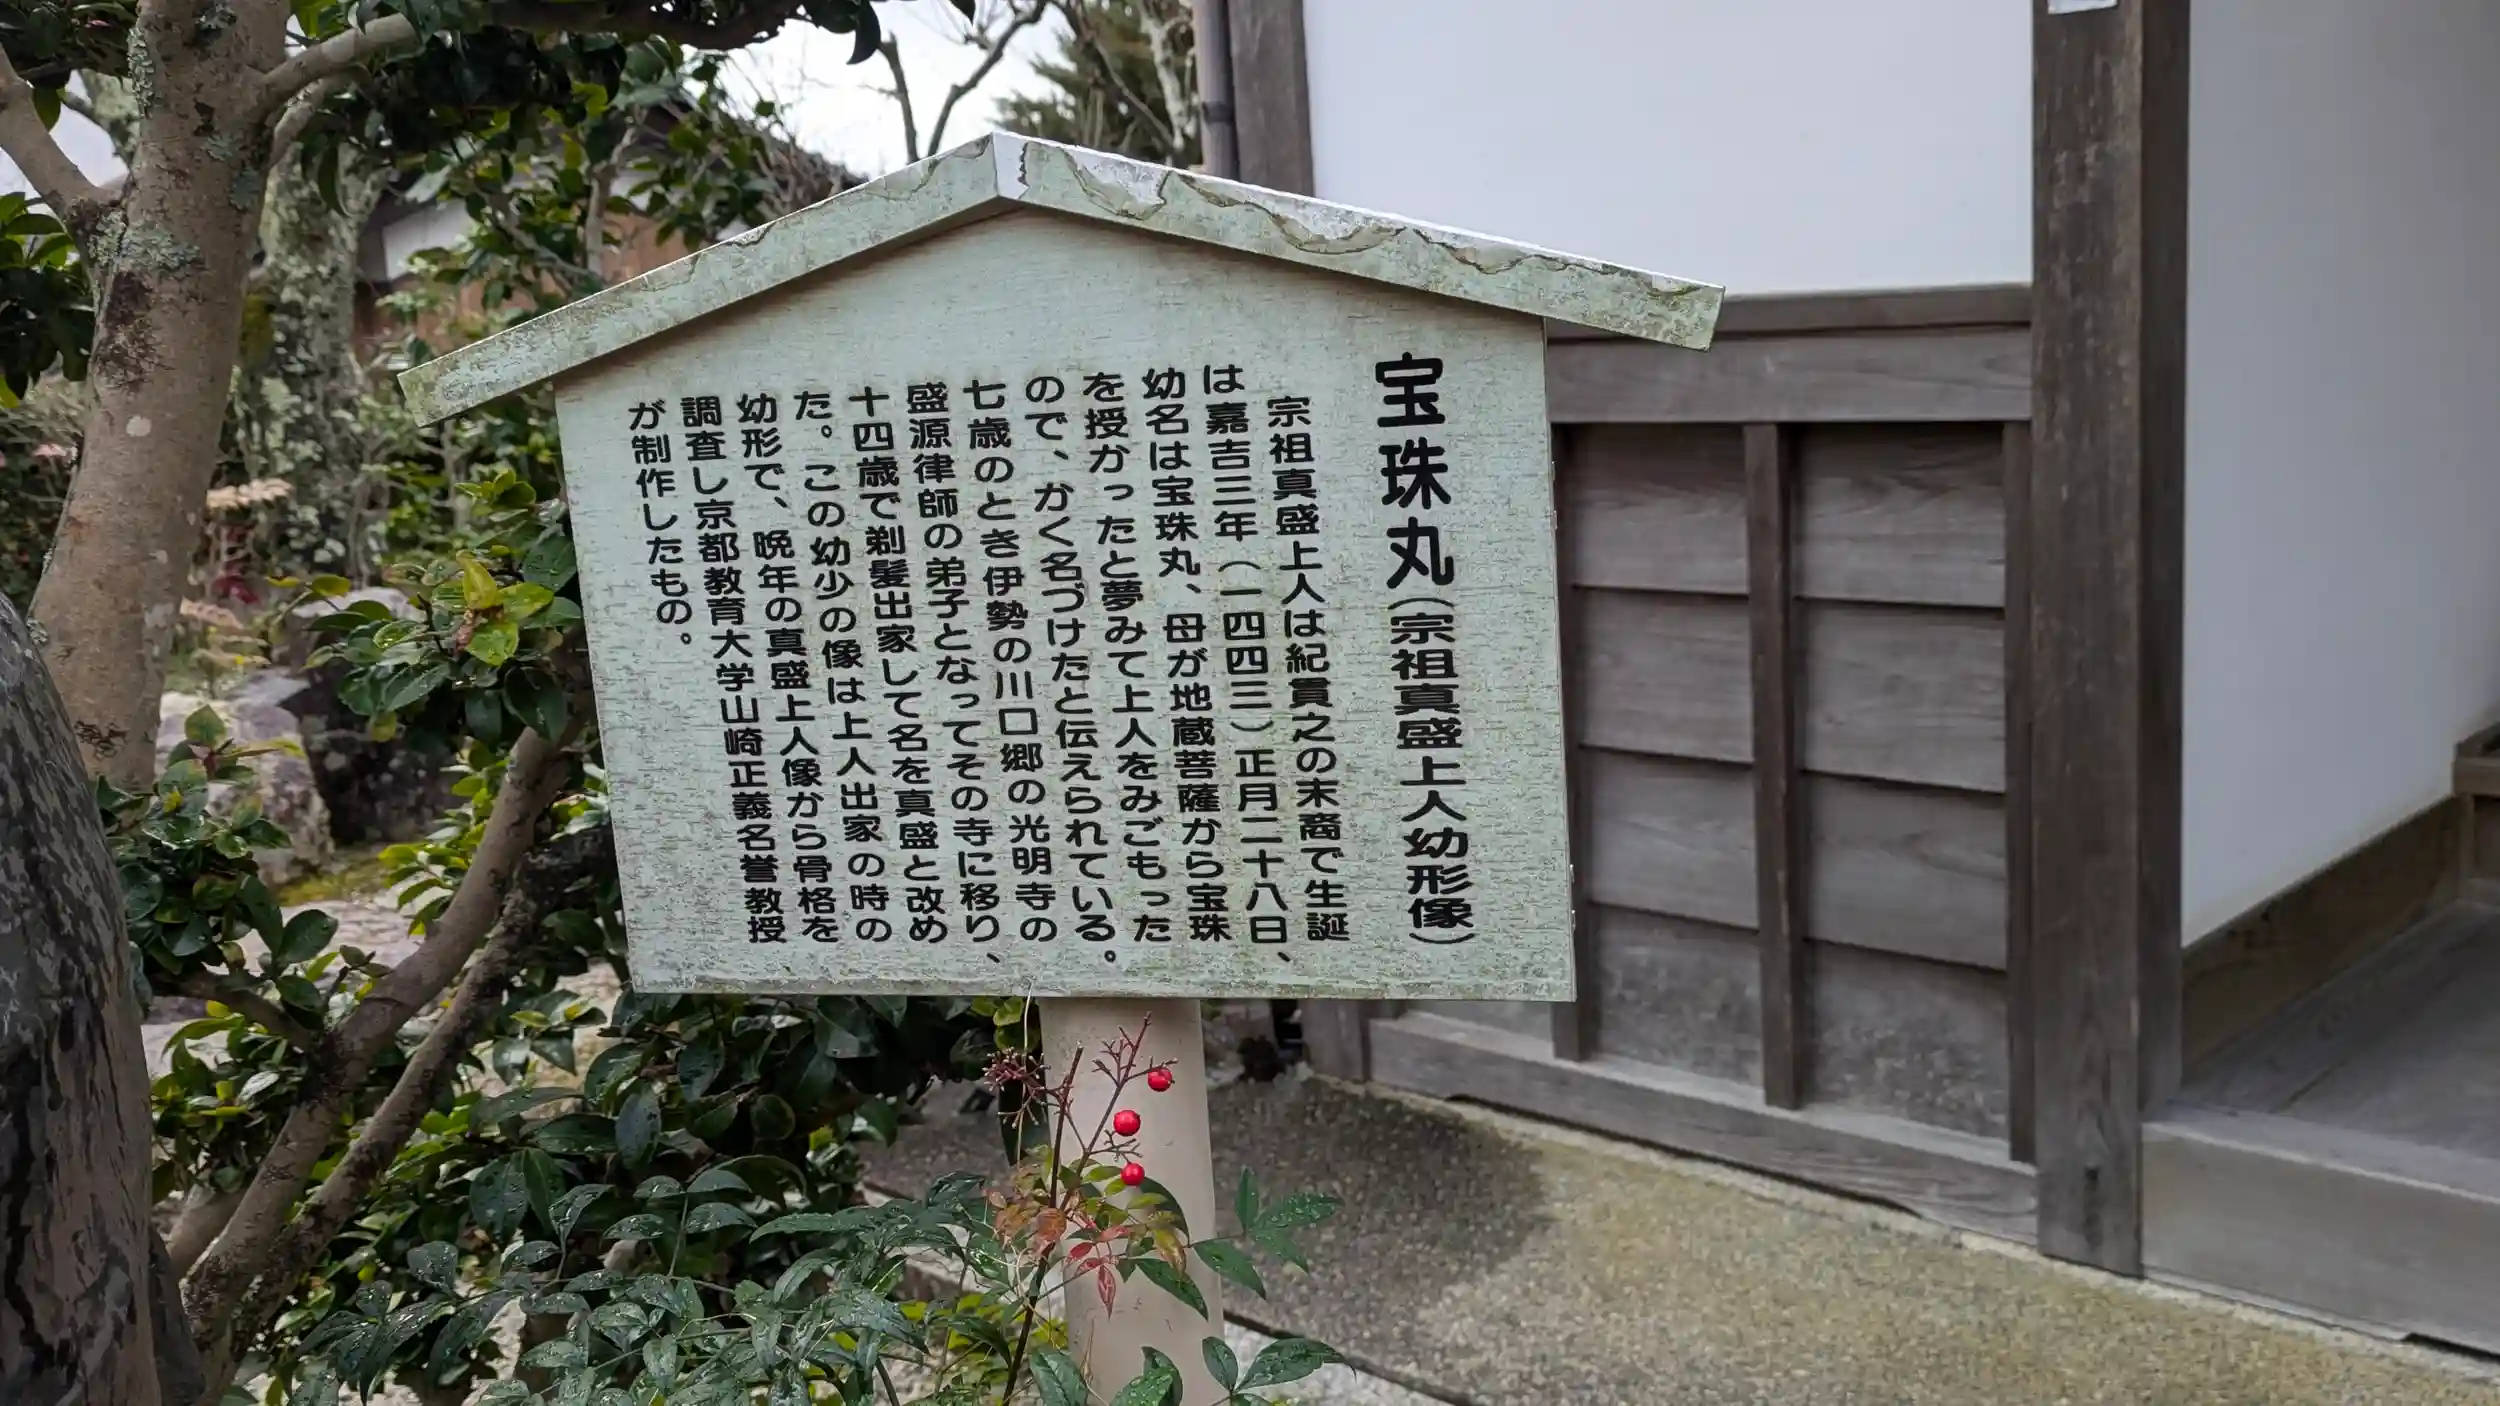 宝珠丸(宗祖真盛上人幼形像)
宗祖真盛上人は紀貫之の末裔で生誕
は嘉吉三年(一四四三)正月二十八日、
幼名は宝珠丸、母が地蔵菩薩から宝珠
を授かったと夢みて上人をみごもった
ので、かく名づけたと伝えられている。
七歳のとき伊勢の川口郷の光明寺の
盛源律師の弟子となってその寺に移り、
十四歳で剃髪出家して名を真盛と改め
た。この幼少の像は上人出家の時の
幼形で、晩年の真盛上人像から骨格を
調査し京都教育大学山崎正義名誉教授
が制作したもの。